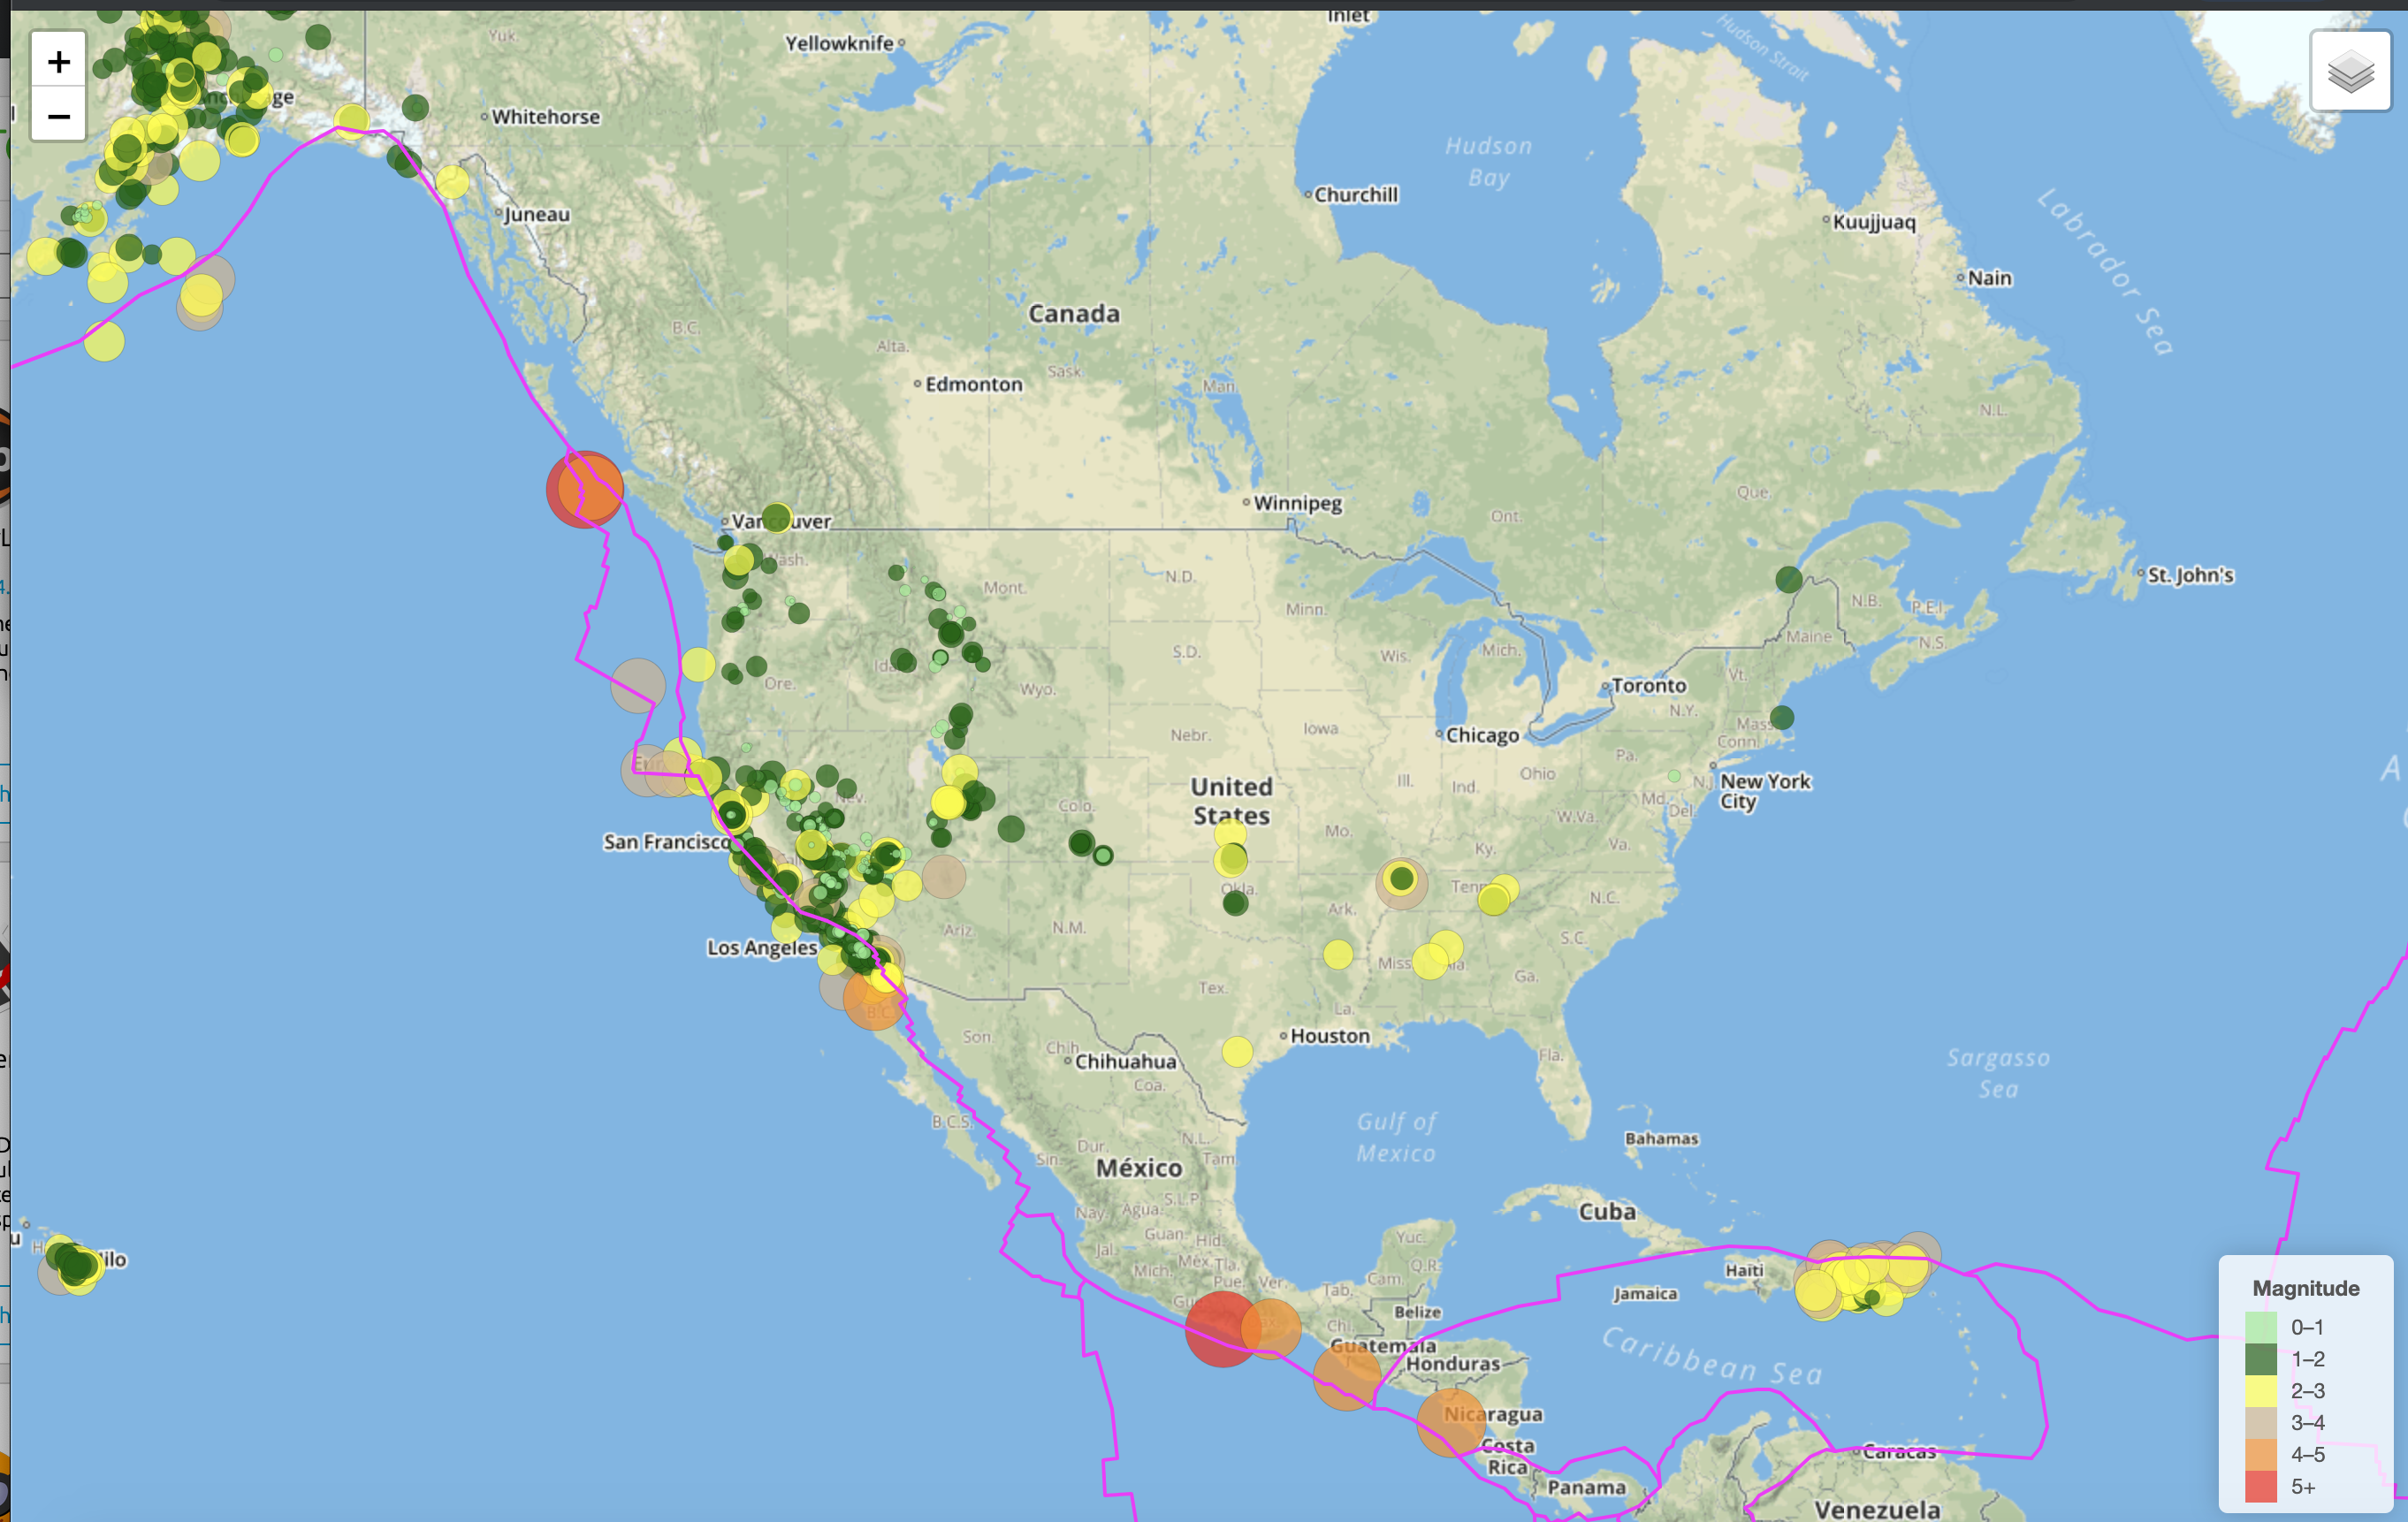 Inlet
Hudson Strait
Yuk.
Yellowknife
+
−
Whitehorse
Hudson
Bay
Churchill
Juneau
Kuujjuaq
Labrador Sea
Nain
Canada
B.C.
Alta.
Sask.
Man.
Edmonton
N.L.
Que.
Winnipeg
Ont.
Vancouver
Wash.
St. John's
Mont.
N.D.
Minn.
N.B.
P.E.I.
Maine
N.S.
S.D.
Wis.
Mich.
Vt.
Ore.
Wyo.
Toronto
N.Y.
Mass.
Conn.
Nebr.
Iowa
Chicago
Pa.
Ohio
Ill.
Ind.
N.J.
New York
City
United
States
Nev.
Colo.
Md.
Del.
W.Va.
Mo.
Ky.
San Francisco
Okla.
Tenn.
N.C.
Ark.
Ariz.
N.M.
S.C.
Los Angeles
Miss.
Ala.
Ga.
Tex.
La.
B.C.
Son.
Houston
Chih.
Chihuahua
Fla.
Sargasso
Sea
Coa.
B.C.S.
Gulf of
Mexico
Bahamas
Dur.
N.L.
Sin.
México
Tam.
S.L.P.
Nay.
Agua.
Cuba
Guan.
Hid.
Yuc.
Jal.
Méx.
Tla.
Q.R.
Mich.
Pue.
Ver.
Cam.
Tab.
Haïti
Jamaica
Belize
Chi.
Guatemala
Honduras
Caribbean Sea
Nicaragua
Costa
Rica
Caracas
Panama
Venezuela
Magnitude
0–1
1–2
2–3
3–4
4–5
5+